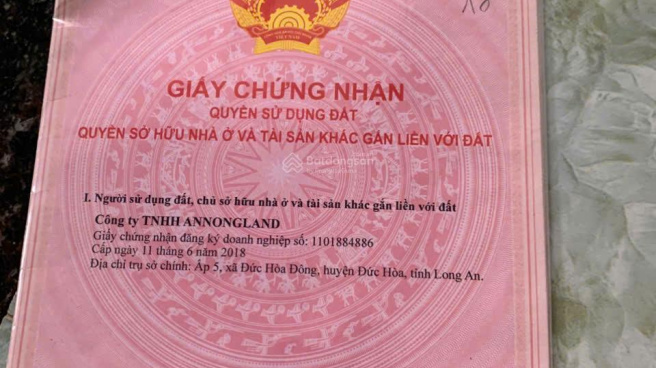 GIẤY CHỨNG NHẬN
QUYỀN SỬ DỤNG ĐẤT
QUYỀN SỞ HỮU NHÀ Ở VÀ TÀI SẢN KHÁC GẮN LIỀN VỚI ĐẤT
Batdongsan
I. Người sử dụng đất, chủ sở hữu nhà ở và tài sản khác gắn liền với đất
Công ty TNHH ANNONGLAND
Giấy chứng nhận đăng ký doanh nghiệp số: 1101884886
Cấp ngày 11 tháng 6 năm 2018
Địa chỉ trụ sở chính: Ấp 5, xã Đức Hòa Đông, huyện Đức Hòa, tỉnh Long An.